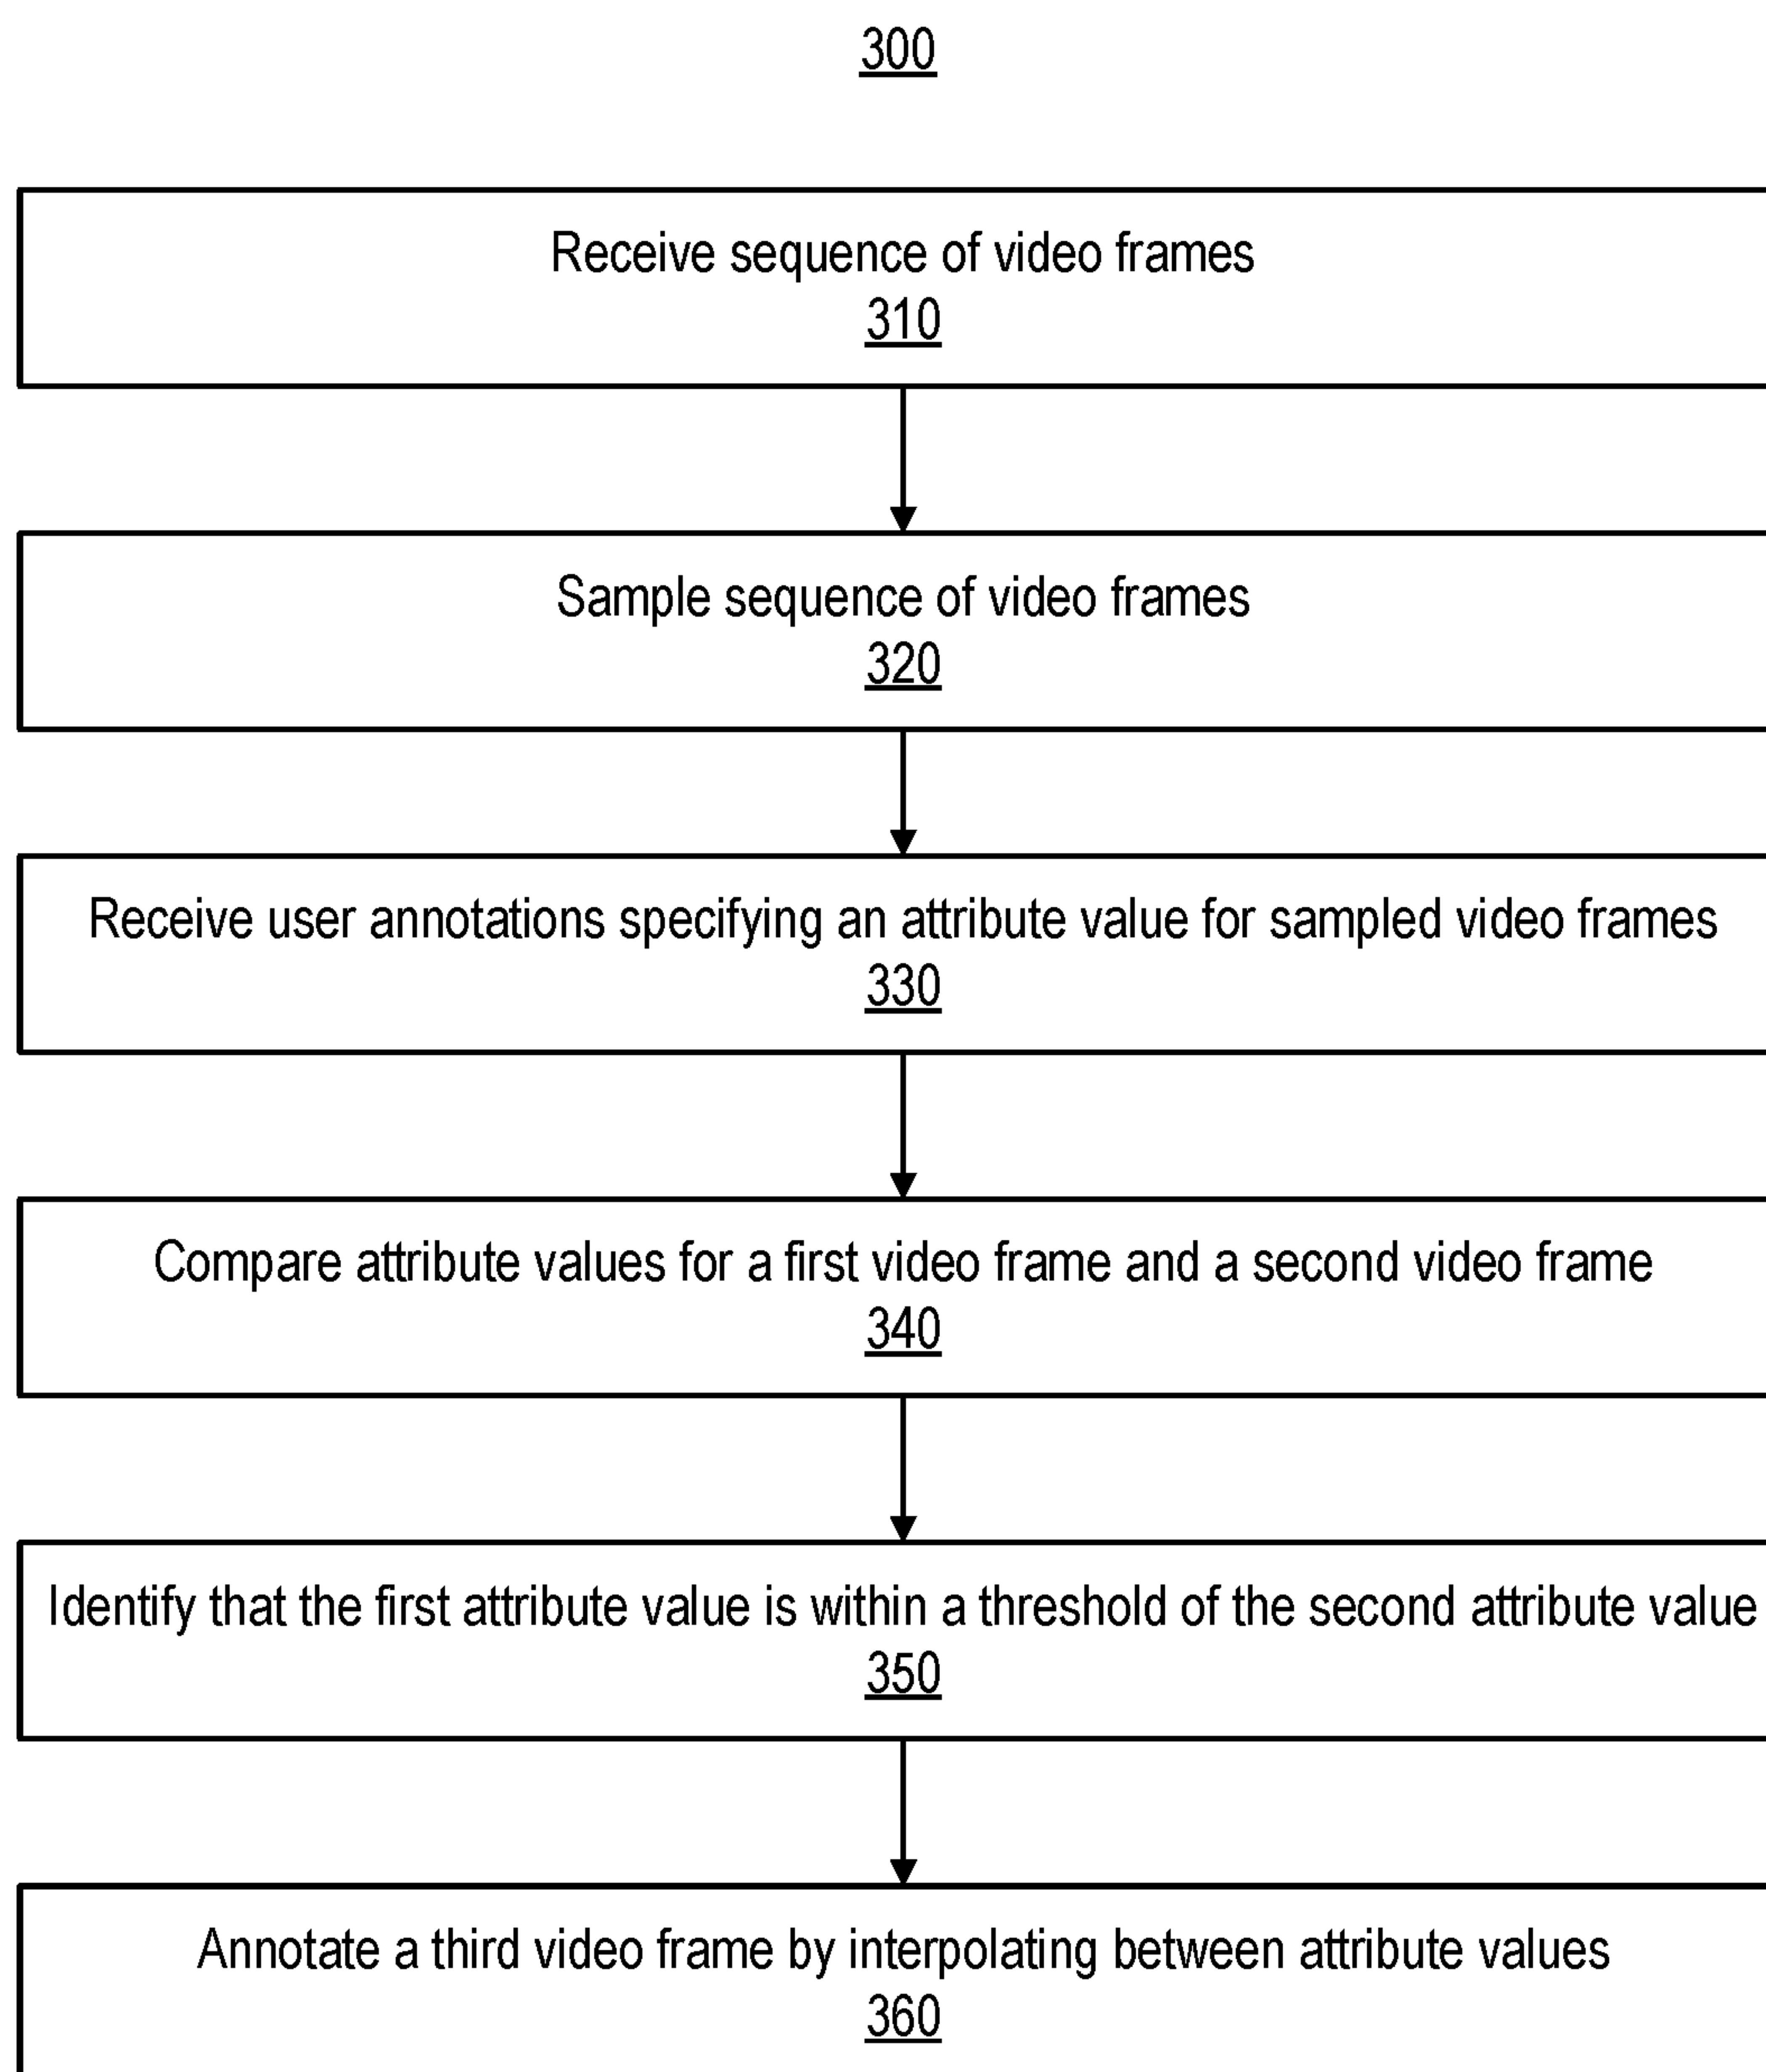 300
Receive sequence of video frames
310
Sample sequence of video frames
320
Receive user annotations specifying an attribute value for sampled video frames
330
Compare attribute values for a first video frame and a second video frame
340
Identify that the first attribute value is within a threshold of the second attribute value
350
Annotate a third video frame by interpolating between attribute values
360